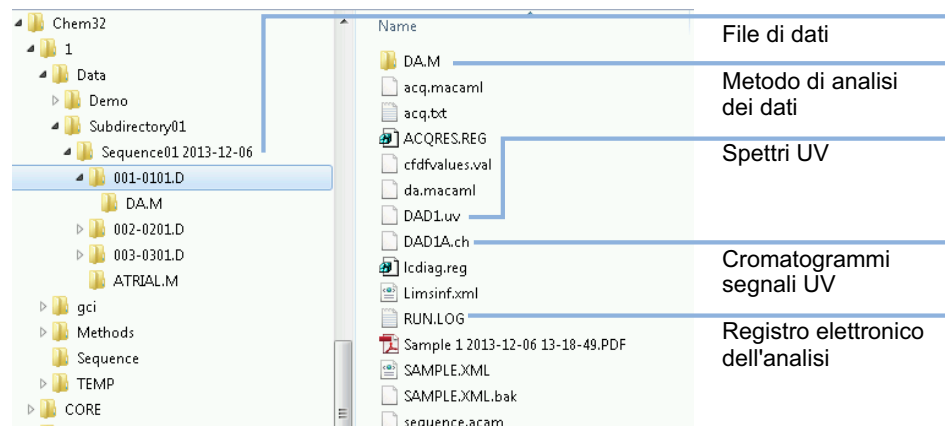 Chem32
1
Data
Demo
Subdirectory01
Sequence01 2013-12-06
001-0101.D
DA.M
002-0201.D
003-0301.D
ATRIAL.M
gci
Methods
Sequence
TEMP
CORE
Name
DA.M
acq.macaml
acq.txt
ACQRES.REG
cfdfvalues.val
da.macaml
DAD1.uv
DAD1A.ch
lcdiag.reg
Limsinf.xml
RUN.LOG
Sample 1 2013-12-06 13-18-49.PDF
SAMPLE.XML
SAMPLE.XML.bak
sequence.acam
File di dati
Metodo di analisi
dei dati
Spettri UV
Cromatogrammi
segnali UV
Registro elettronico
dell'analisi